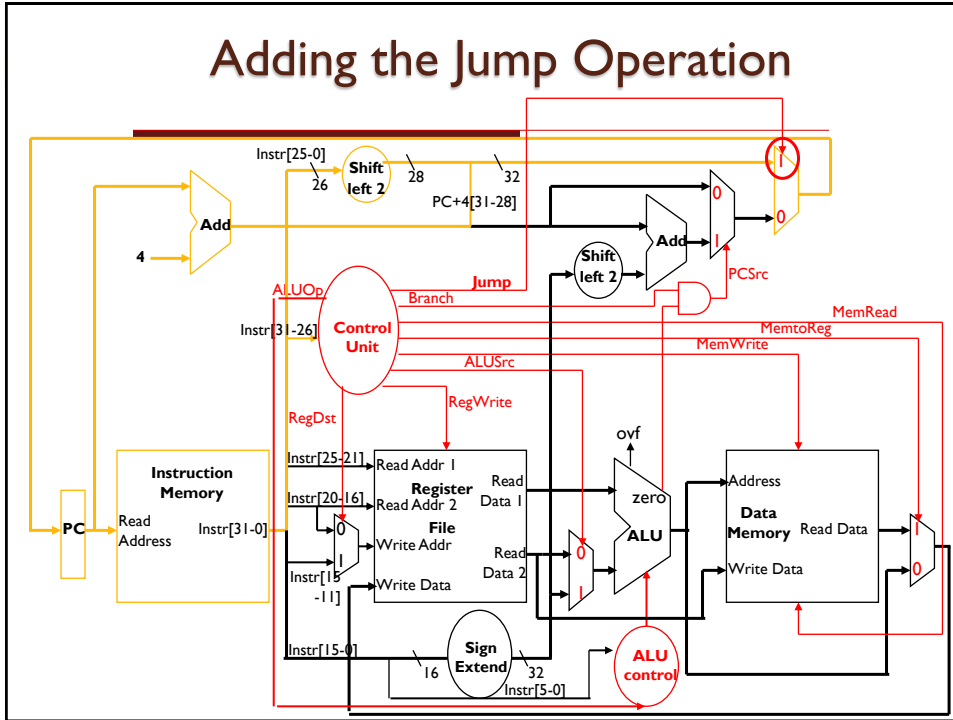 Adding the Jump Operation
Instr[25-0]
Shift
left 2
26
28
32
PC+4[31-28]
1
0
0
1
Add
Add
4
Shift
left 2
Jump
PCSrc
ALUOp
Branch
MemRead
Instr[31-26]
Control
Unit
MemtoReg
MemWrite
ALUSrc
RegDst
RegWrite
ovf
Instruction
Memory
PC
Read
Address
Instr[31-0]
Instr[25-21]
Read Addr 1
Instr[20-16]
Read Addr 2
Register
File
Read
Data 1
0
1
Write Addr
Instr[15
-11]
Write Data
Read
Data 2
0
1
zero
ALU
Address
Data
Memory
Read Data
Write Data
1
0
Instr[15-0]
16
Sign
Extend
32
Instr[5-0]
ALU
control